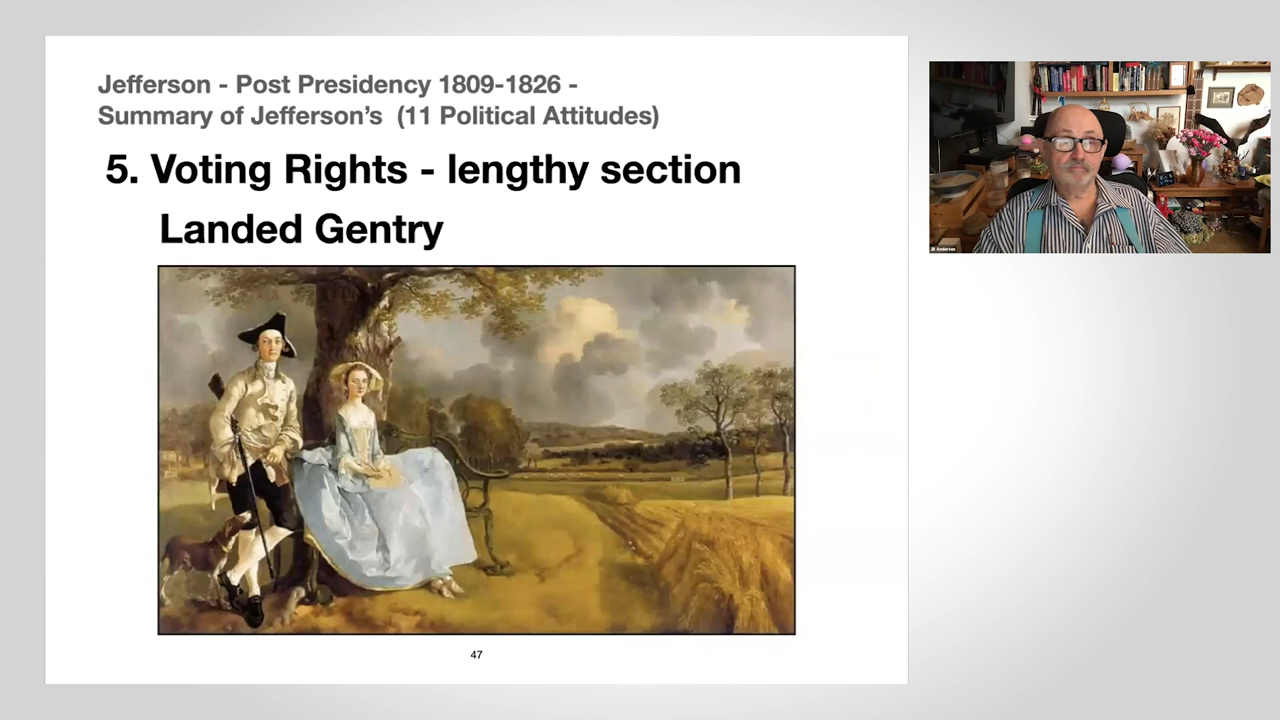 Jefferson - Post Presidency 1809-1826 -
Summary of Jefferson's  (11 Political Attitudes)
5. Voting Rights - lengthy section
Landed Gentry
47
Anderson